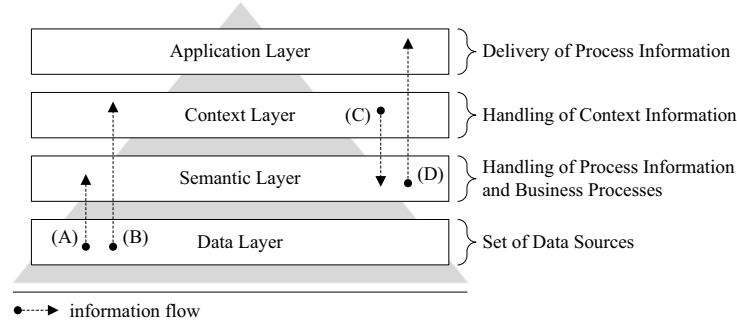 Application Layer
Delivery of Process Information
Context Layer
(C)
Handling of Context Information
Semantic Layer
(D)
Handling of Process Information
and Business Processes
(A)
(B)
Data Layer
Set of Data Sources
information flow